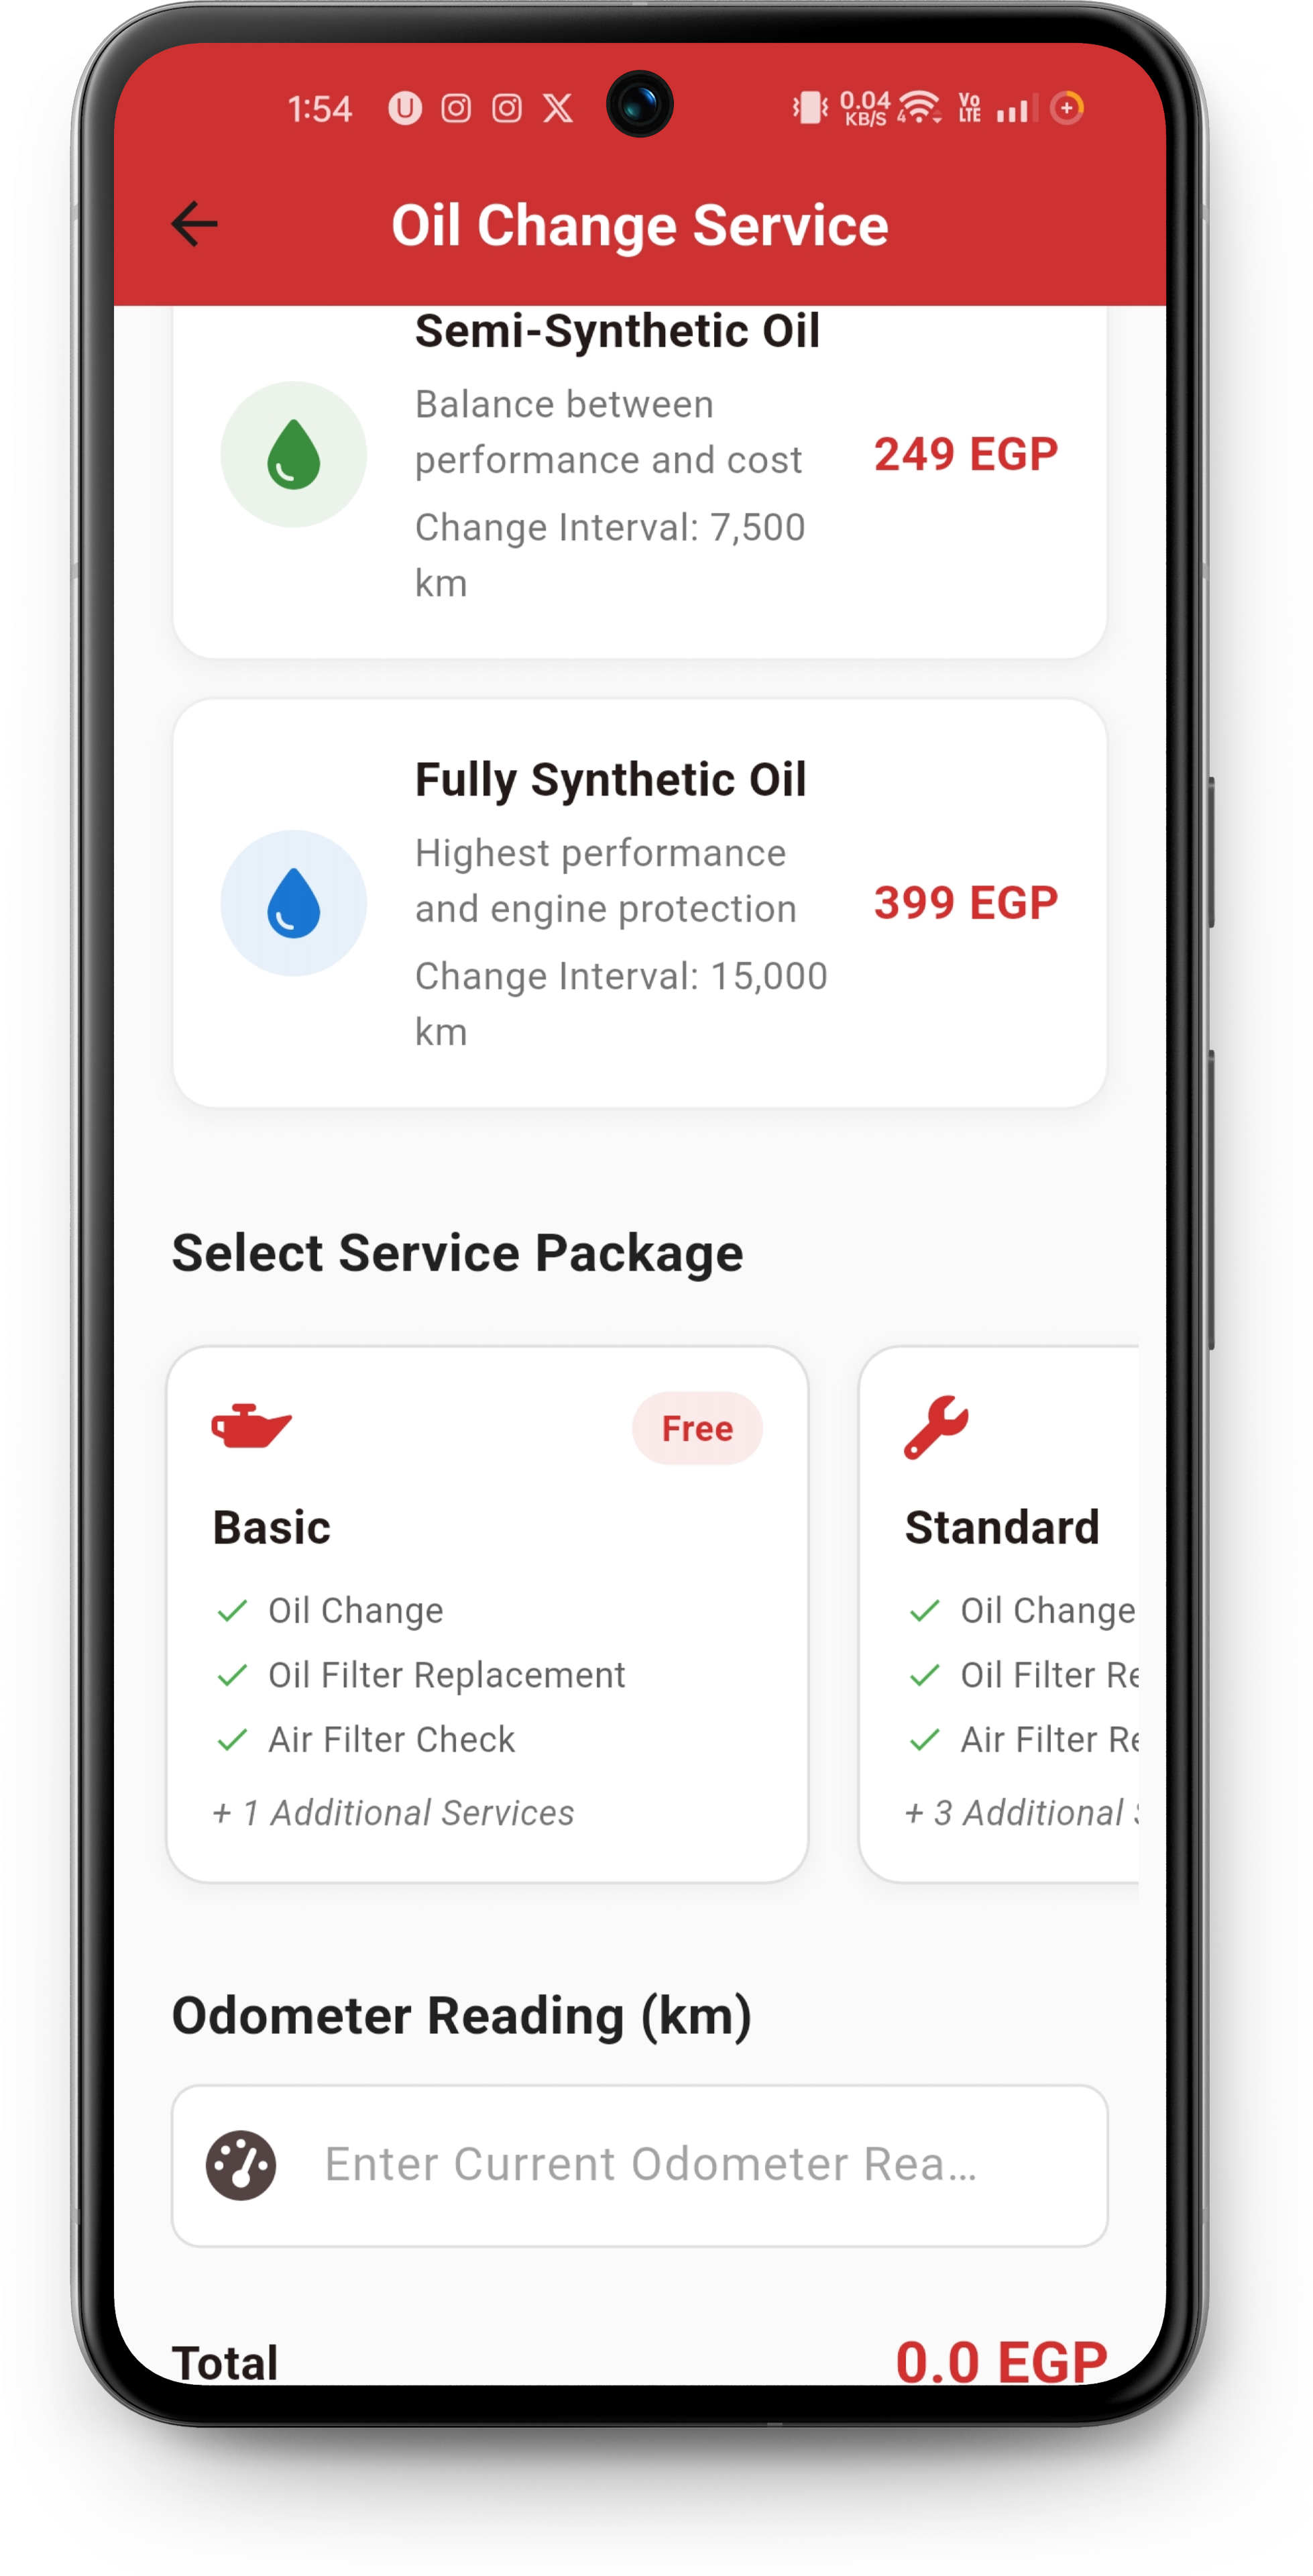 1:54
0.04
KB/S
4
Vo
LTE
Oil Change Service
Semi-Synthetic Oil
Balance between
performance and cost
249 EGP
Change Interval: 7,500
km
Fully Synthetic Oil
Highest performance
and engine protection
399 EGP
Change Interval: 15,000
km
Select Service Package
Free
Basic
Oil Change
Oil Filter Replacement
Air Filter Check
+ 1 Additional Services
Standard
Oil Change
Oil Filter Re
Air Filter Re
+ 3 Additional
Odometer Reading (km)
Enter Current Odometer Rea...
Total
0.0 EGP